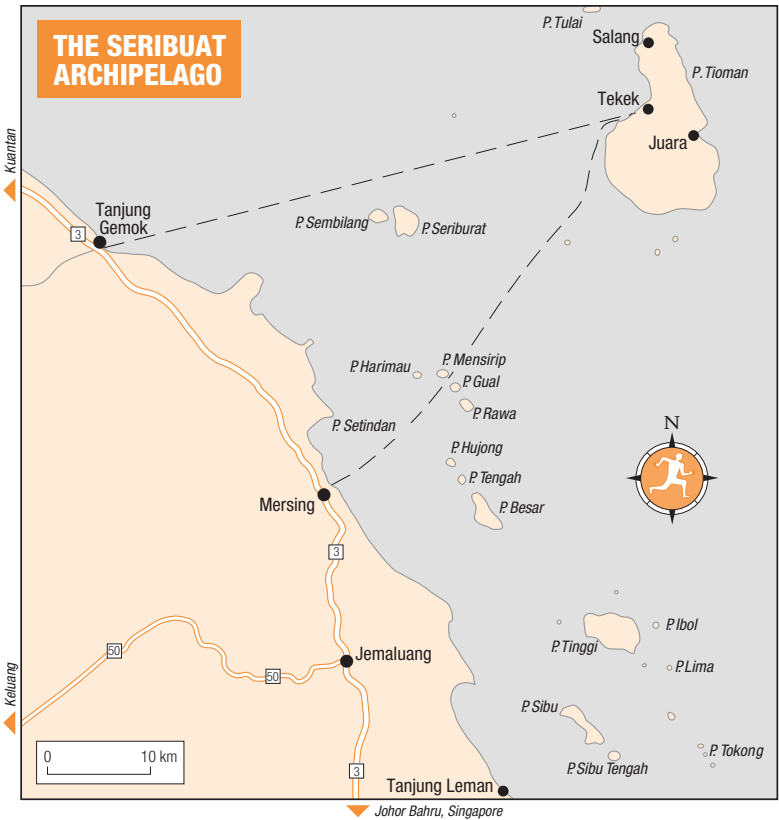 THE SERIBUAT
ARCHIPELAGO
P. Tulai
Salang
P. Tioman
Tekek
Juara
Kuantan
Tanjung
Gemok
3
P. Sembilang
P. Seriburat
P. Harimau
P. Mensirip
P. Gual
P. Rawa
P. Setindan
N
P. Hujong
P. Tengah
P. Besar
Mersing
3
P. Ibol
P. Tinggi
P. Lima
50
Jemaluang
50
Keluang
P. Sibu
P. Tokong
P. Sibu Tengah
0 10 km
3
Tanjung Leman
Johor Bahru, Singapore